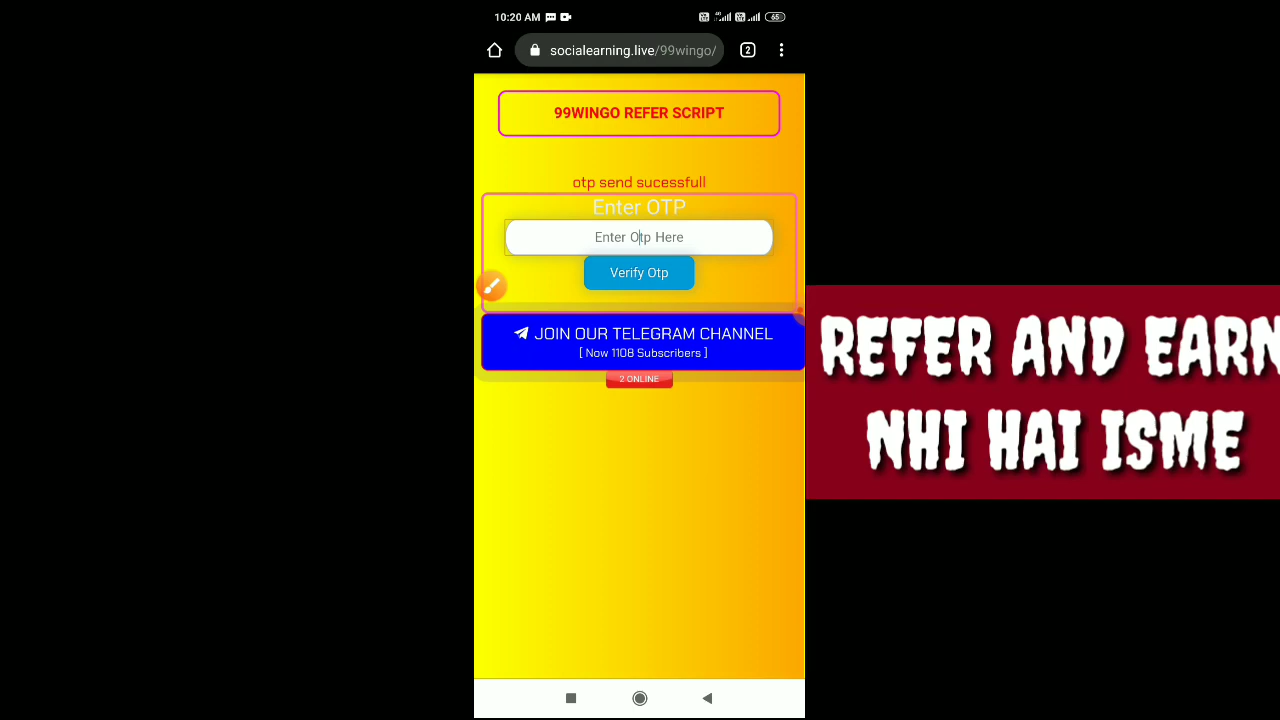 10:20 AM
65
socialearning.live/99wingo/
2
99WINGO REFER SCRIPT
otp send sucessfull
Enter OTP
Enter Otp Here
Verify Otp
JOIN OUR TELEGRAM CHANNEL
[ Now 1108 Subscribers ]
2 ONLINE
REFER AND EARN
NHI HAI ISME